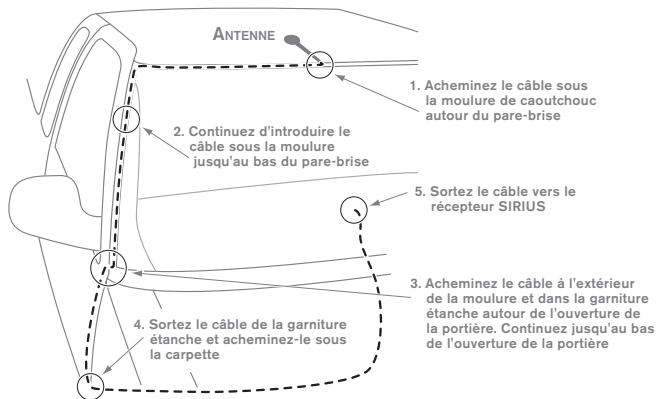 ANTENNE
1. Acheminez le câble sous
la moulure de caoutchouc
autour du pare-brise
2. Continuez d'introduire le
câble sous la moulure
jusqu'au bas du pare-brise
5. Sortez le câble vers le
récepteur SIRIUS
3. Acheminez le câble à l'extérieur
de la moulure et dans la garniture
étanche autour de l'ouverture de
la portière. Continuez jusqu'au bas
de l'ouverture de la portière
4. Sortez le câble de la garniture
étanche et acheminez-le sous
la carpette